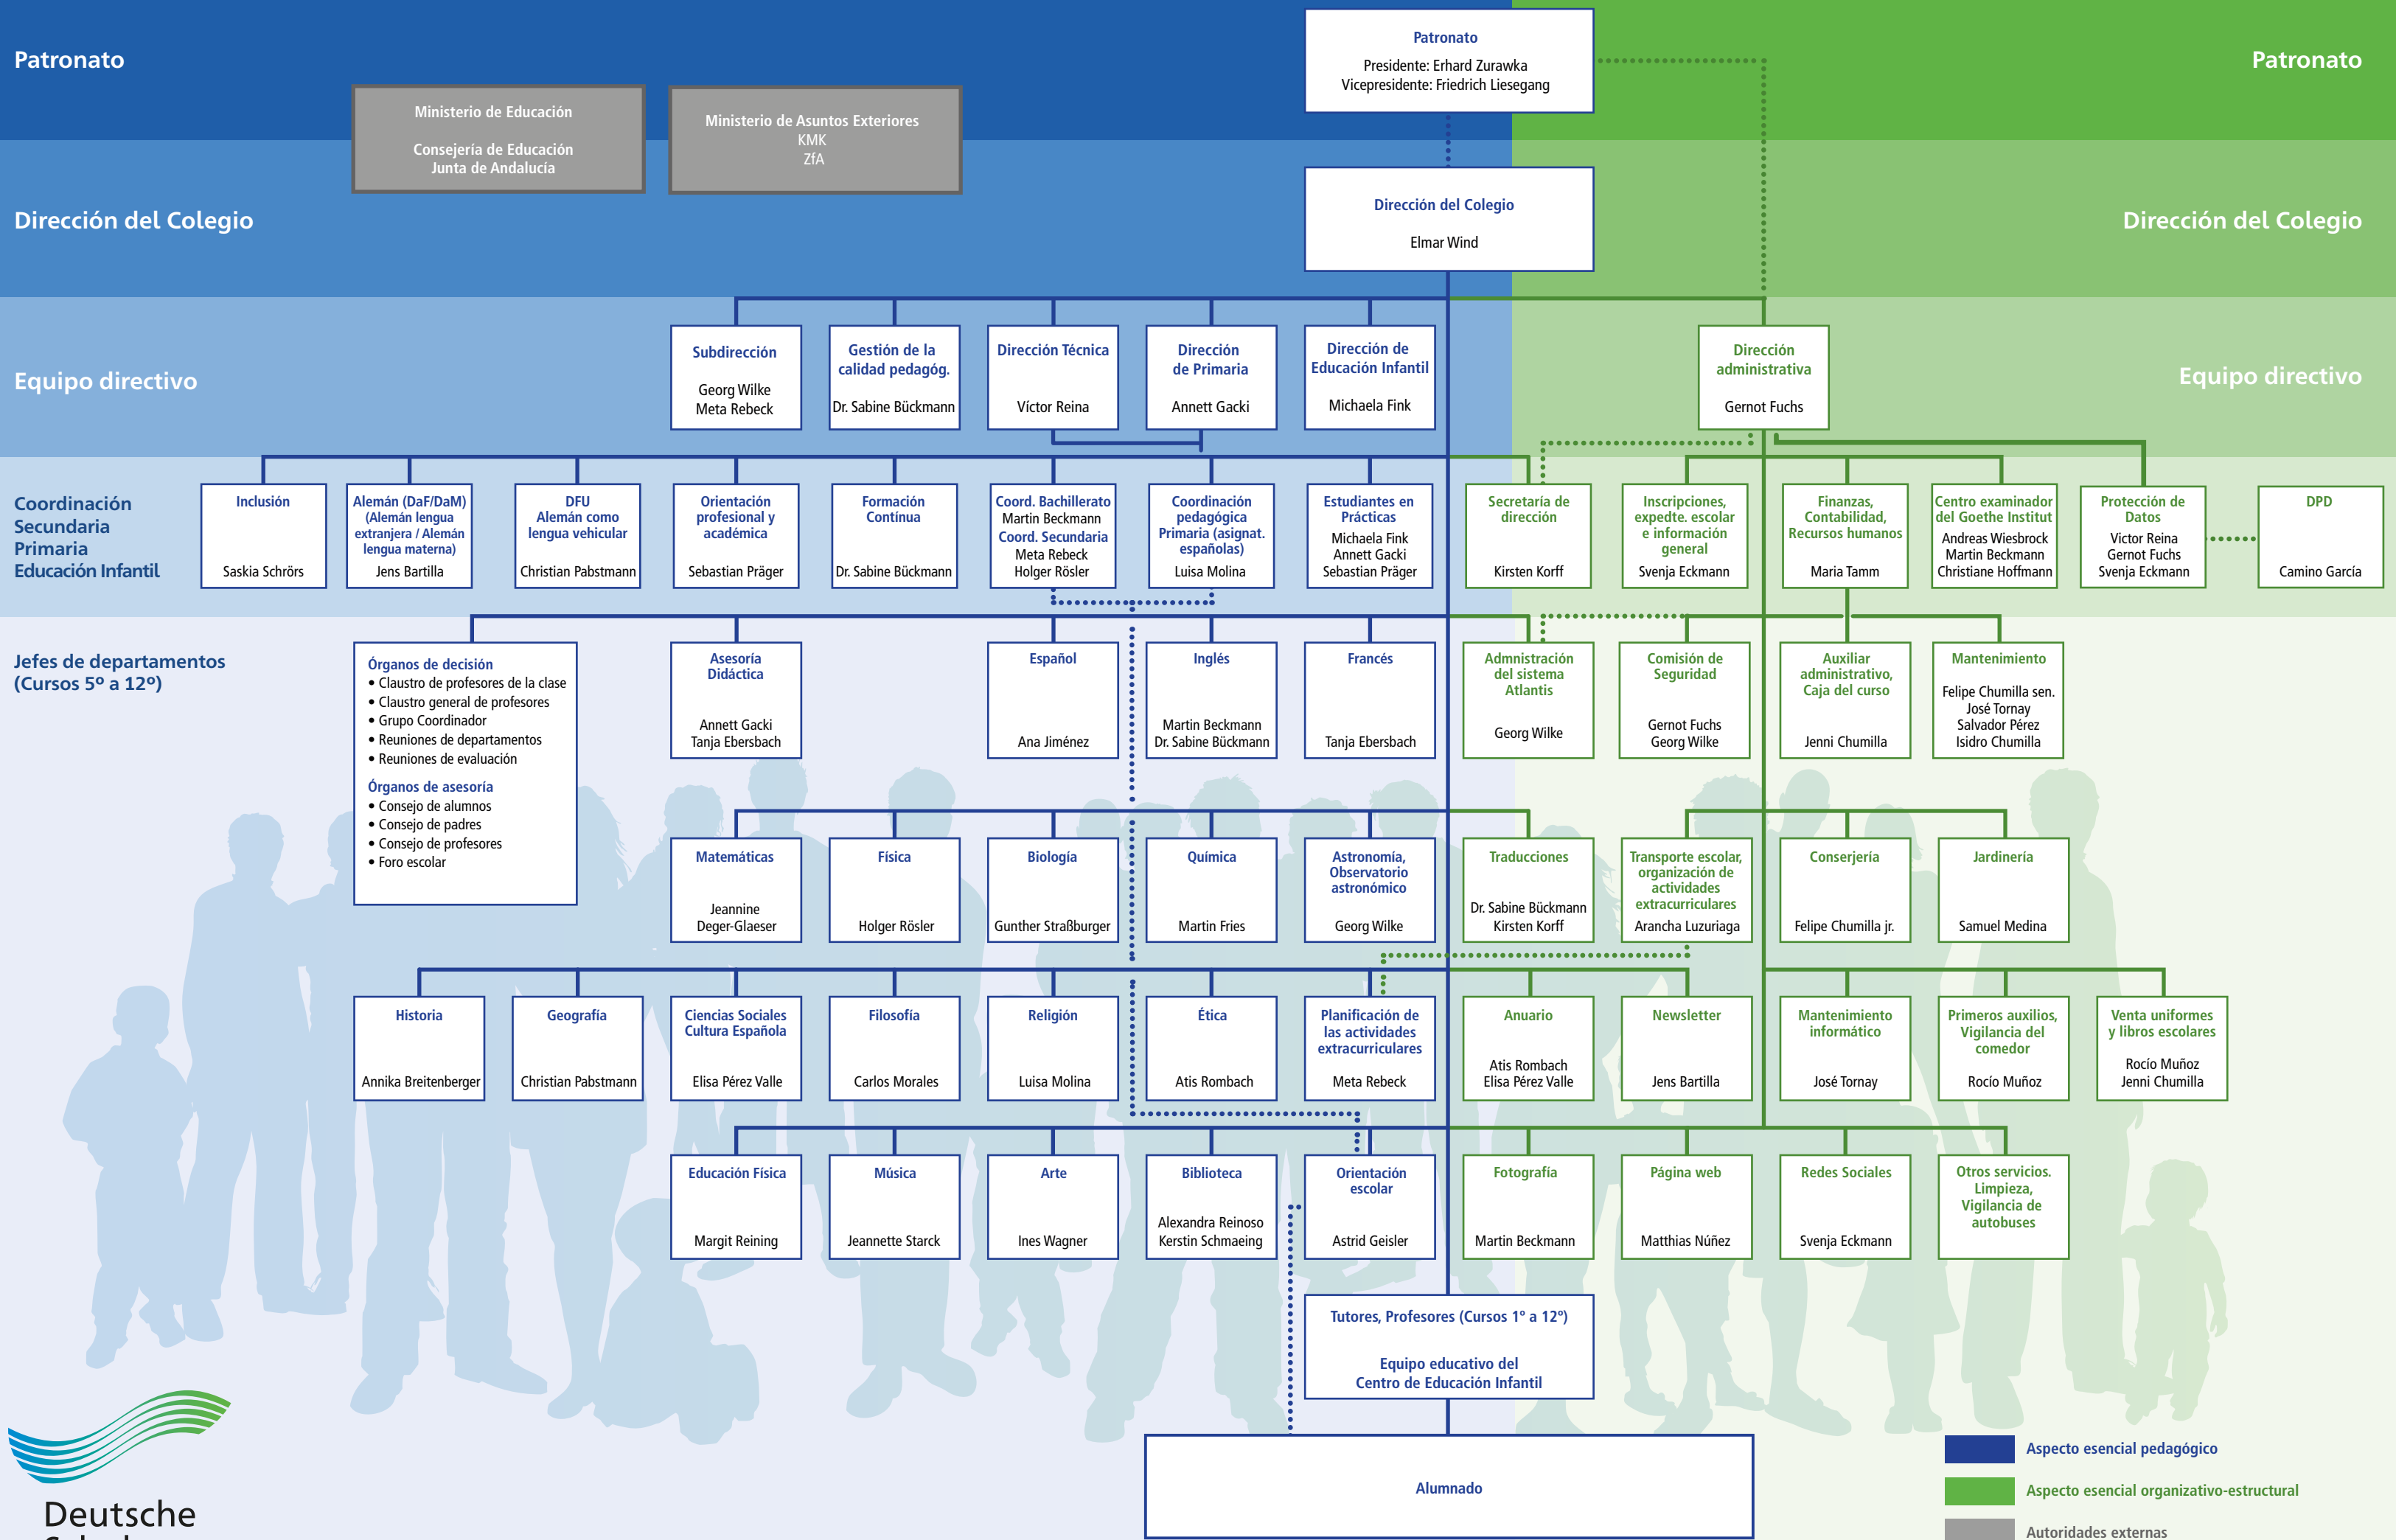 Patronato
Patronato
Presidente: Erhard Zurawka
Vicepresidente: Friedrich Liesegang
Patronato
Ministerio de Educación
Consejería de Educación
Junta de Andalucía
Ministerio de Asuntos Exteriores
KMK
ZfA
Dirección del Colegio
Dirección del Colegio
Elmar Wind
Dirección del Colegio
Equipo directivo
Subdirección
Georg Wilke
Meta Rebeck
Gestión de la
calidad pedagóg.
Dr. Sabine Bückmann
Dirección Técnica
Víctor Reina
Dirección
de Primaria
Annett Gacki
Dirección de
Educación Infantil
Michaela Fink
Dirección
administrativa
Gernot Fuchs
Equipo directivo
Coordinación
Secundaria
Primaria
Educación Infantil
Inclusión
Saskia Schrörs
Alemán (DaF/DaM)
(Alemán lengua
extranjera / Alemán
lengua materna)
Jens Bartilla
DFU
Alemán como
lengua vehicular
Christian Pabstmann
Orientación
profesional y
académica
Sebastian Präger
Formación
Contínua
Dr. Sabine Bückmann
Coord. Bachillerato
Martin Beckmann
Coord. Secundaria
Meta Rebeck
Holger Rösler
Coordinación
pedagógica
Primaria (asignat.
españolas)
Luisa Molina
Estudiantes en
Prácticas
Michaela Fink
Annett Gacki
Sebastian Präger
Secretaría de
dirección
Kirsten Korff
Inscripciones,
expedte. escolar
e información
general
Svenja Eckmann
Finanzas,
Contabilidad,
Recursos humanos
Maria Tamm
Centro examinador
del Goethe Institut
Andreas Wiesbrock
Martin Beckmann
Christiane Hoffmann
Protección de
Datos
Victor Reina
Gernot Fuchs
Svenja Eckmann
DPD
Camino García
Jefes de departamentos
(Cursos 5º a 12º)
Órganos de decisión
• Claustro de profesores de la clase
• Claustro general de profesores
• Grupo Coordinador
• Reuniones de departamentos
• Reuniones de evaluación
Órganos de asesoría
• Consejo de alumnos
• Consejo de padres
• Consejo de profesores
• Foro escolar
Asesoría
Didáctica
Annett Gacki
Tanja Ebersbach
Español
Ana Jiménez
Inglés
Martin Beckmann
Dr. Sabine Bückmann
Francés
Tanja Ebersbach
Admnistración
del sistema
Atlantis
Georg Wilke
Comisión de
Seguridad
Gernot Fuchs
Georg Wilke
Auxiliar
administrativo,
Caja del curso
Jenni Chumilla
Mantenimiento
Felipe Chumilla sen.
José Tornay
Salvador Pérez
Isidro Chumilla
Matemáticas
Jeannine
Deger-Glaeser
Física
Holger Rösler
Biología
Gunther Straßburger
Química
Martin Fries
Astronomía,
Observatorio
astronómico
Georg Wilke
Traducciones
Dr. Sabine Bückmann
Kirsten Korff
Transporte escolar,
organización de
actividades
extracurriculares
Arancha Luzuriaga
Conserjería
Felipe Chumilla jr.
Jardinería
Samuel Medina
Historia
Annika Breitenberger
Geografía
Christian Pabstmann
Ciencias Sociales
Cultura Española
Elisa Pérez Valle
Filosofía
Carlos Morales
Religión
Luisa Molina
Ética
Atis Rombach
Planificación de
las actividades
extracurriculares
Meta Rebeck
Anuario
Atis Rombach
Elisa Pérez Valle
Newsletter
Jens Bartilla
Mantenimiento
informático
José Tornay
Primeros auxilios,
Vigilancia del
comedor
Rocío Muñoz
Venta uniformes
y libros escolares
Rocío Muñoz
Jenni Chumilla
Educación Física
Margit Reining
Música
Jeannette Starck
Arte
Ines Wagner
Biblioteca
Alexandra Reinoso
Kerstin Schmaeing
Orientación
escolar
Astrid Geisler
Fotografía
Martin Beckmann
Página web
Matthias Núñez
Redes Sociales
Svenja Eckmann
Otros servicios.
Limpieza,
Vigilancia de
autobuses
Tutores, Profesores (Cursos 1º a 12º)
Equipo educativo del
Centro de Educación Infantil
Alumnado
Deutsche
Aspecto esencial pedagógico
Aspecto esencial organizativo-estructural
Autoridades externas